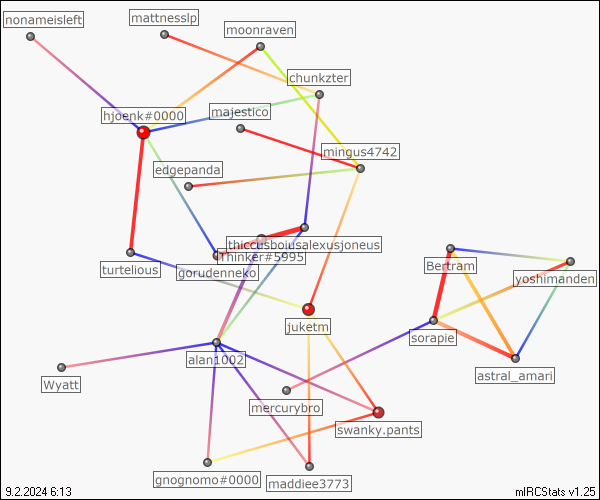 nonameisleft
mattnesslp
moonraven
chunkzter
hjoenk#0000
majestico
mingus4742
edgepanda
Thinker#5995
turtelious
gorudenneko
Bertram
yoshimanden
juketm
sorapie
alan1002
Wyatt
astral_amari
mercurybro
swanky.pants
gnognomo#0000
maddiee3773
9.2.2024 6:13
mIRCStats v1.25